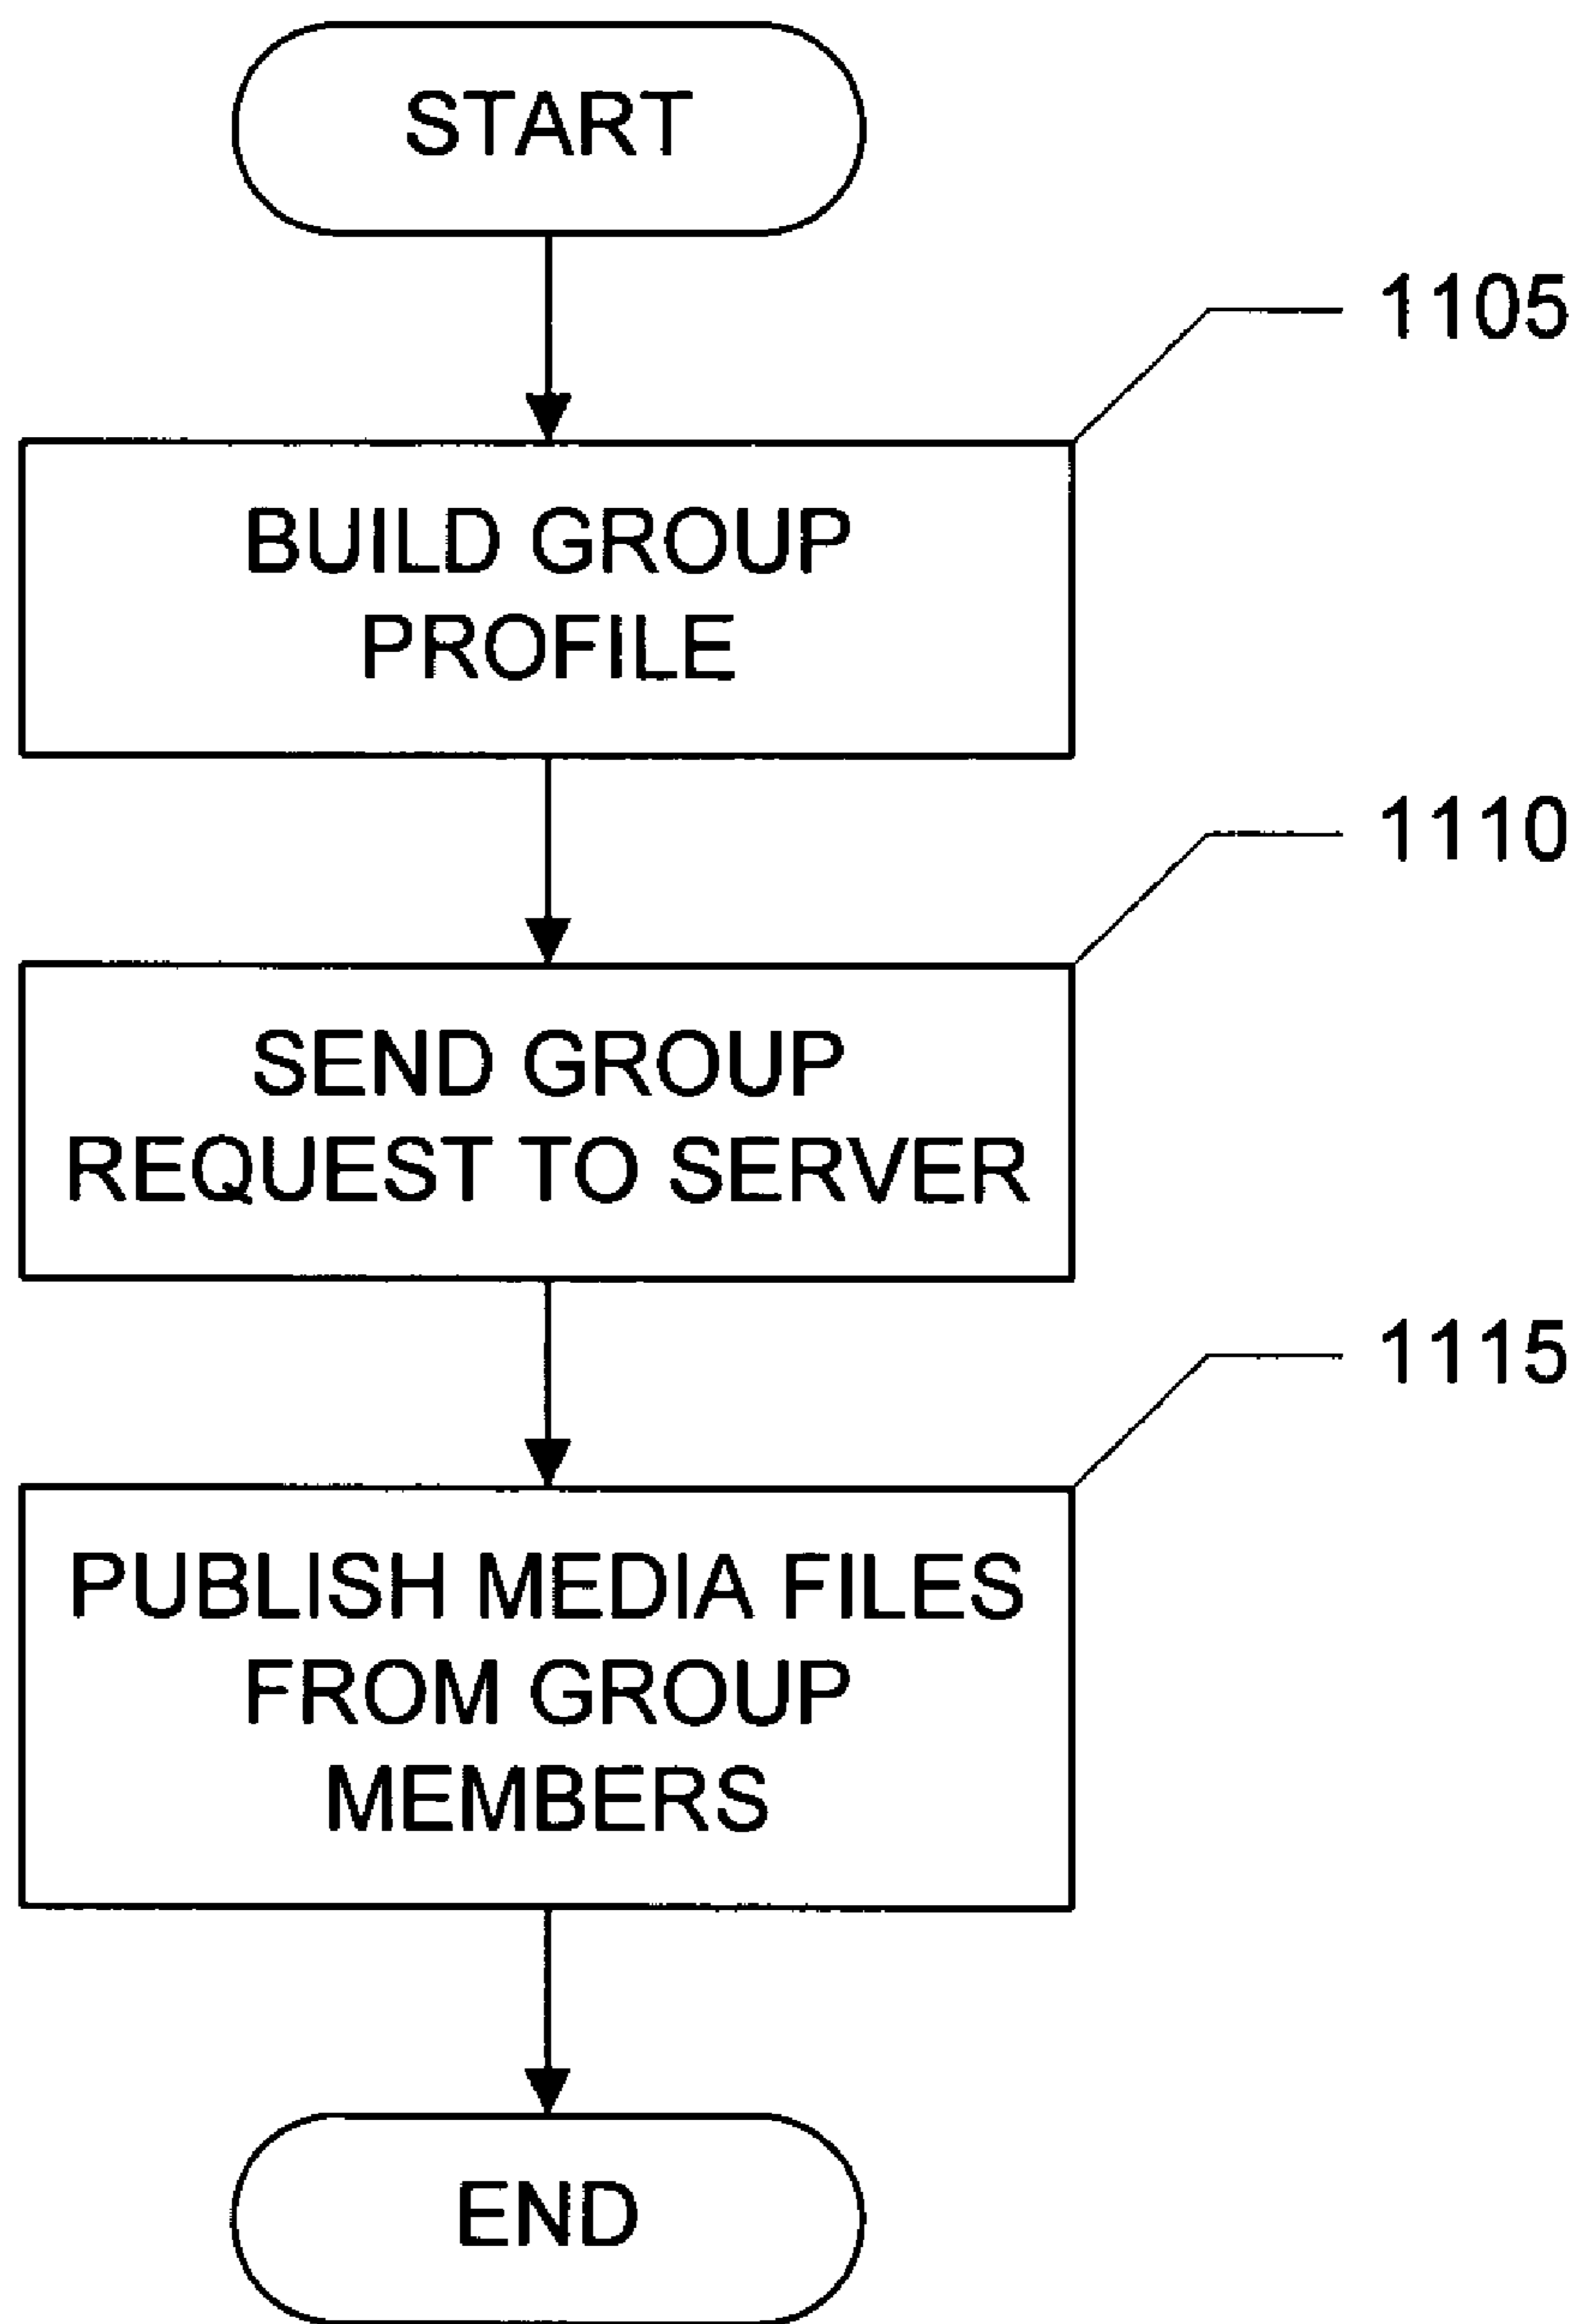 START
1105
BUILD GROUP
PROFILE
1110
SEND GROUP
REQUEST TO SERVER
1115
PUBLISH MEDIA FILES
FROM GROUP
MEMBERS
END